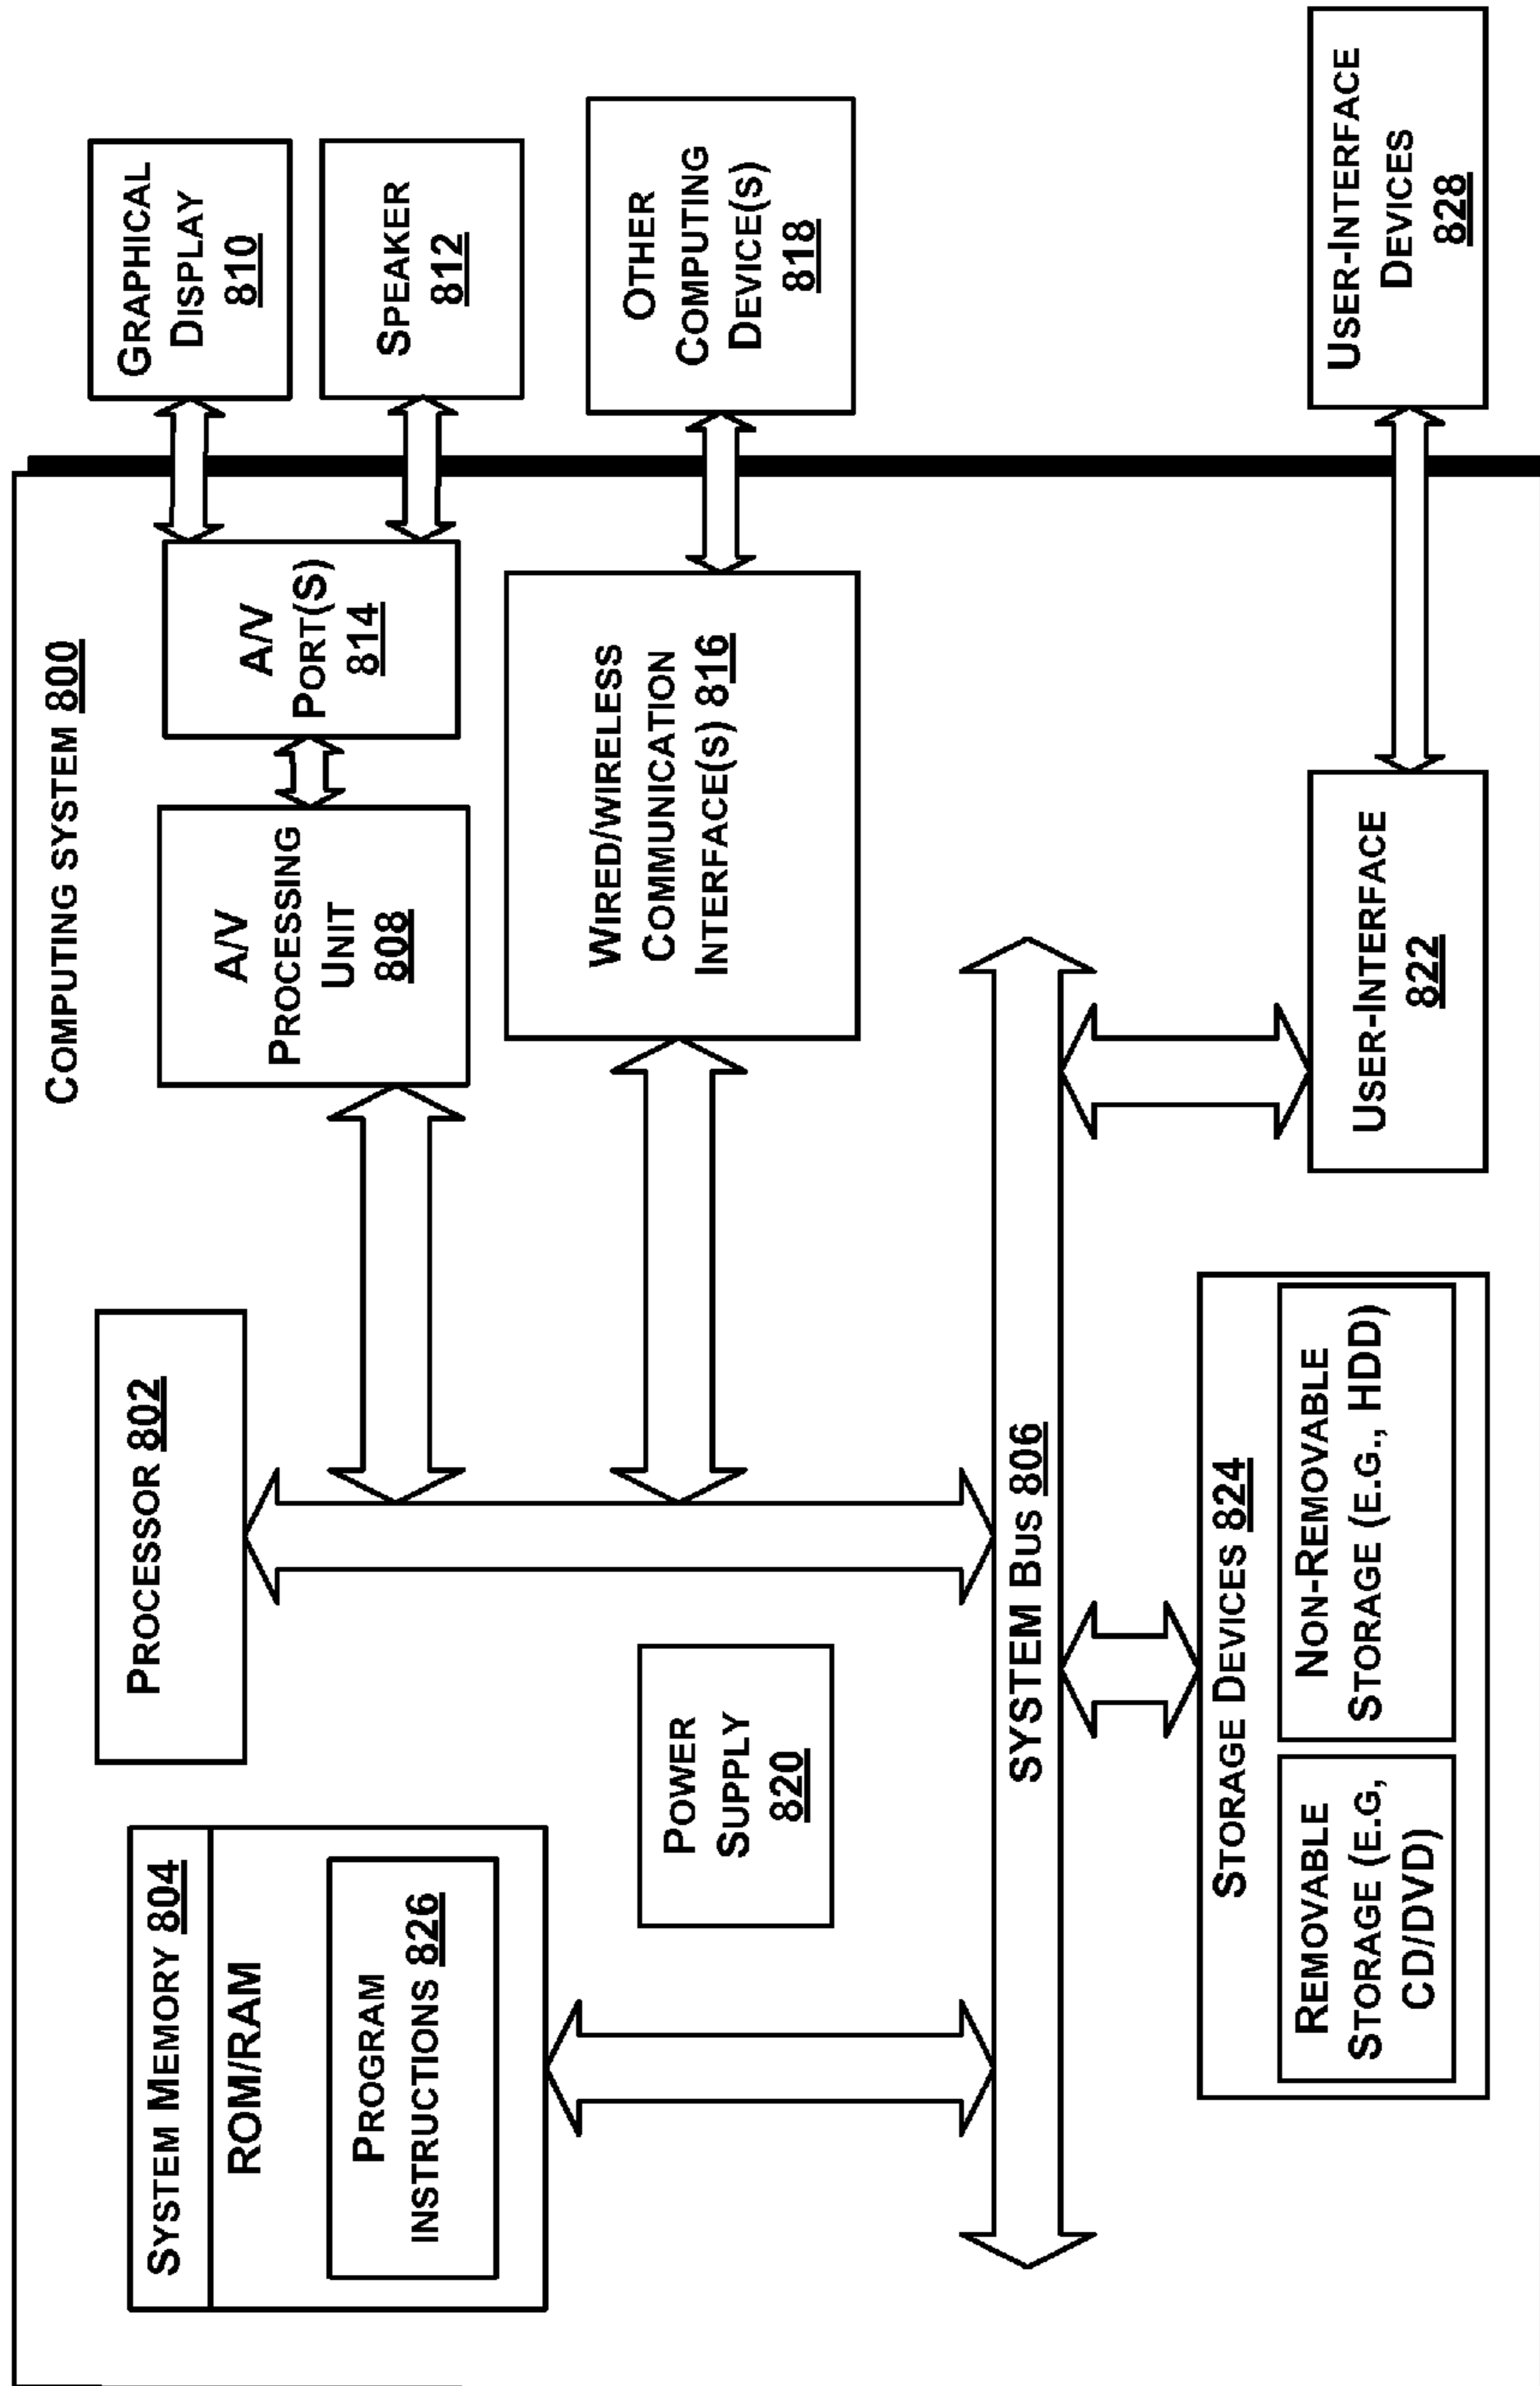 COMPUTING SYSTEM 800
SYSTEM MEMORY 804
ROM/RAM
PROGRAM
INSTRUCTIONS 826
PROCESSOR 802
A/V
PROCESSING
UNIT
808
A/V
PORT(S)
814
GRAPHICAL
DISPLAY
810
SPEAKER
812
POWER
SUPPLY
820
WIRED/WIRELESS
COMMUNICATION
INTERFACE(S) 816
OTHER
COMPUTING
DEVICE(S)
818
SYSTEM BUS 806
STORAGE DEVICES 824
REMOVABLE
STORAGE (E.G,
CD/DVD)
NON-REMOVABLE
STORAGE (E.G., HDD)
USER-INTERFACE
822
USER-INTERFACE
DEVICES
828